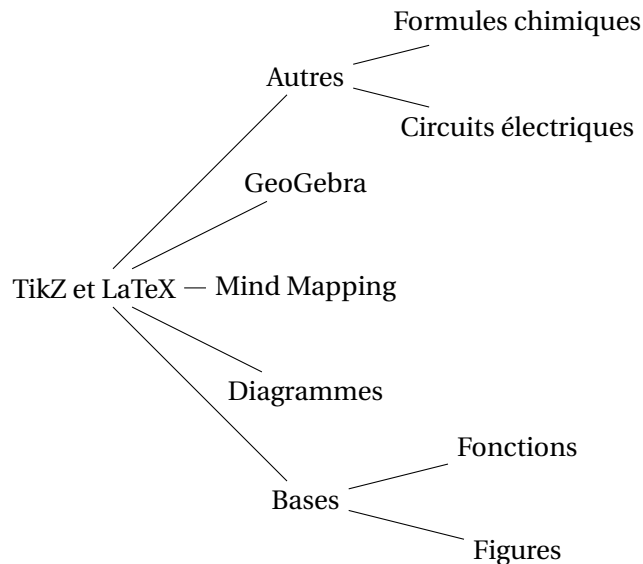 Formules chimiques
Autres
Circuits électriques
GeoGebra
TikZ et LaTeX
Mind Mapping
Diagrammes
Fonctions
Bases
Figures